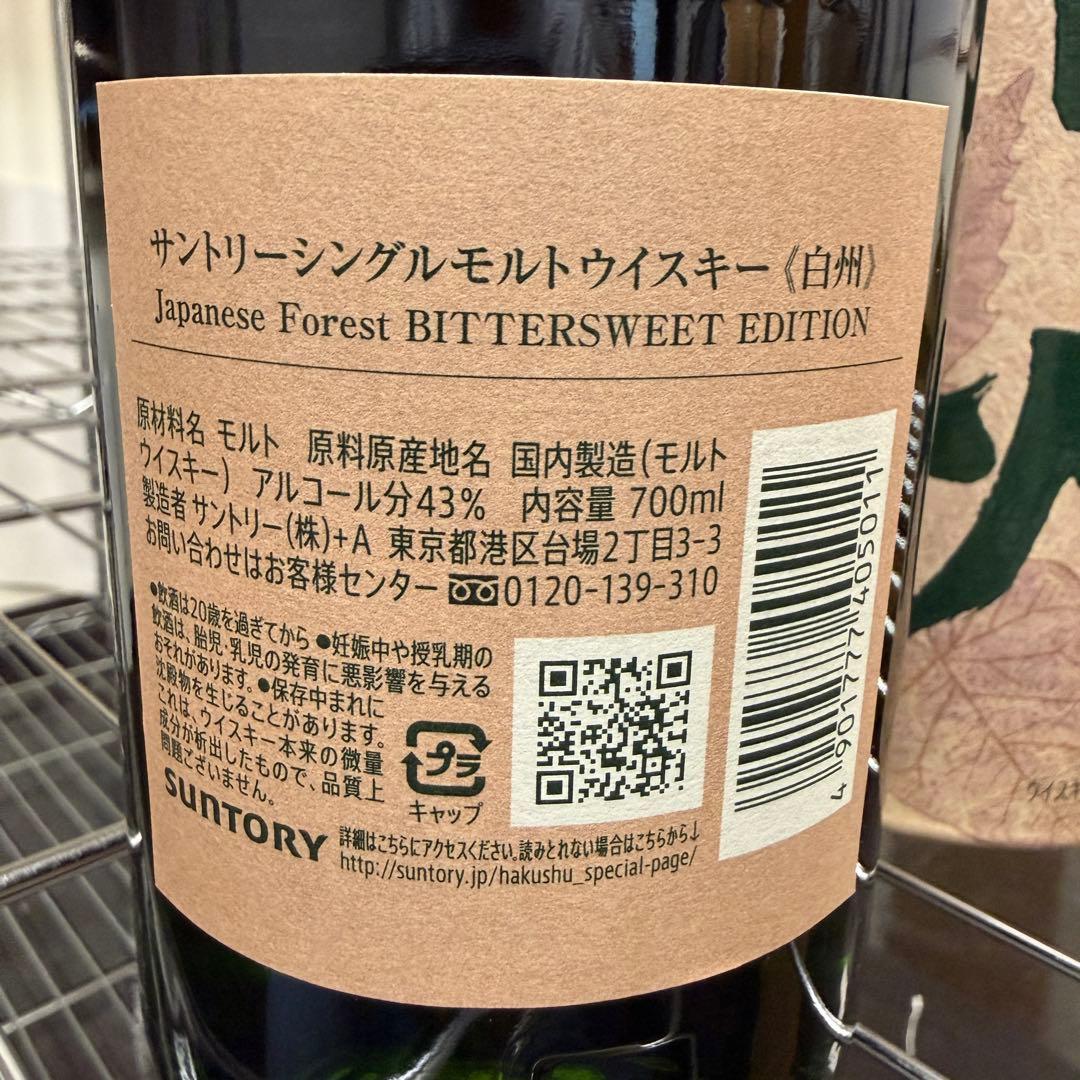 サントリーシングルモルトウイスキー《白州》
Japanese Forest BITTERSWEET EDITION
原材料名 モルト 原料原産地名 国内製造(モルト
ウイスキー) アルコール分43% 内容量 700ml
製造者 サントリー(株)+A 東京都港区台場2丁目3-3
お問い合わせはお客様センター 0120-139-310
●飲酒は20歳を過ぎてから ●妊娠中や授乳期の
飲酒は、胎児・乳児の発育に悪影響を与える
おそれがあります。●保存中まれに
沈殿物を生じることがあります。
これは、ウイスキー本来の微量
成分が析出したもので、品質上
問題ございません。
プラ
キャップ
SUNTORY
詳細はこちらにアクセスください。読みとれない場合はこちらから↓
http://suntory.jp/hakushu_special-page/
4 901777 405011
ウイスキ